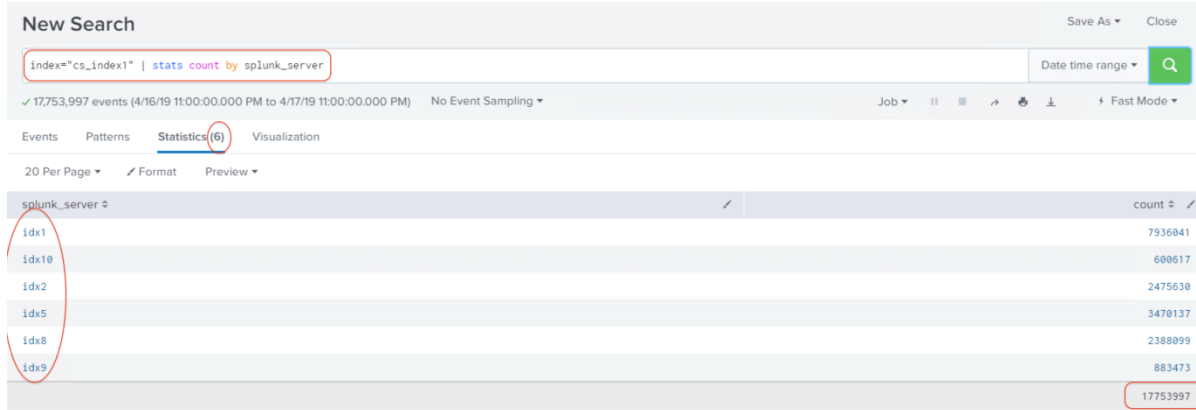 New Search
Save As Close
index="cs_index1" | stats count by splunk_server
Date time range
17,753,997 events (4/16/19 11:00:00.000 PM to 4/17/19 11:00:00.000 PM) No Event Sampling
Job Fast Mode
Events Patterns Statistics (6) Visualization
20 Per Page Format Preview
splunk_server count
idx1 7936041
idx10 600617
idx2 2475630
idx5 3470137
idx8 2388099
idx9 883473
17753997